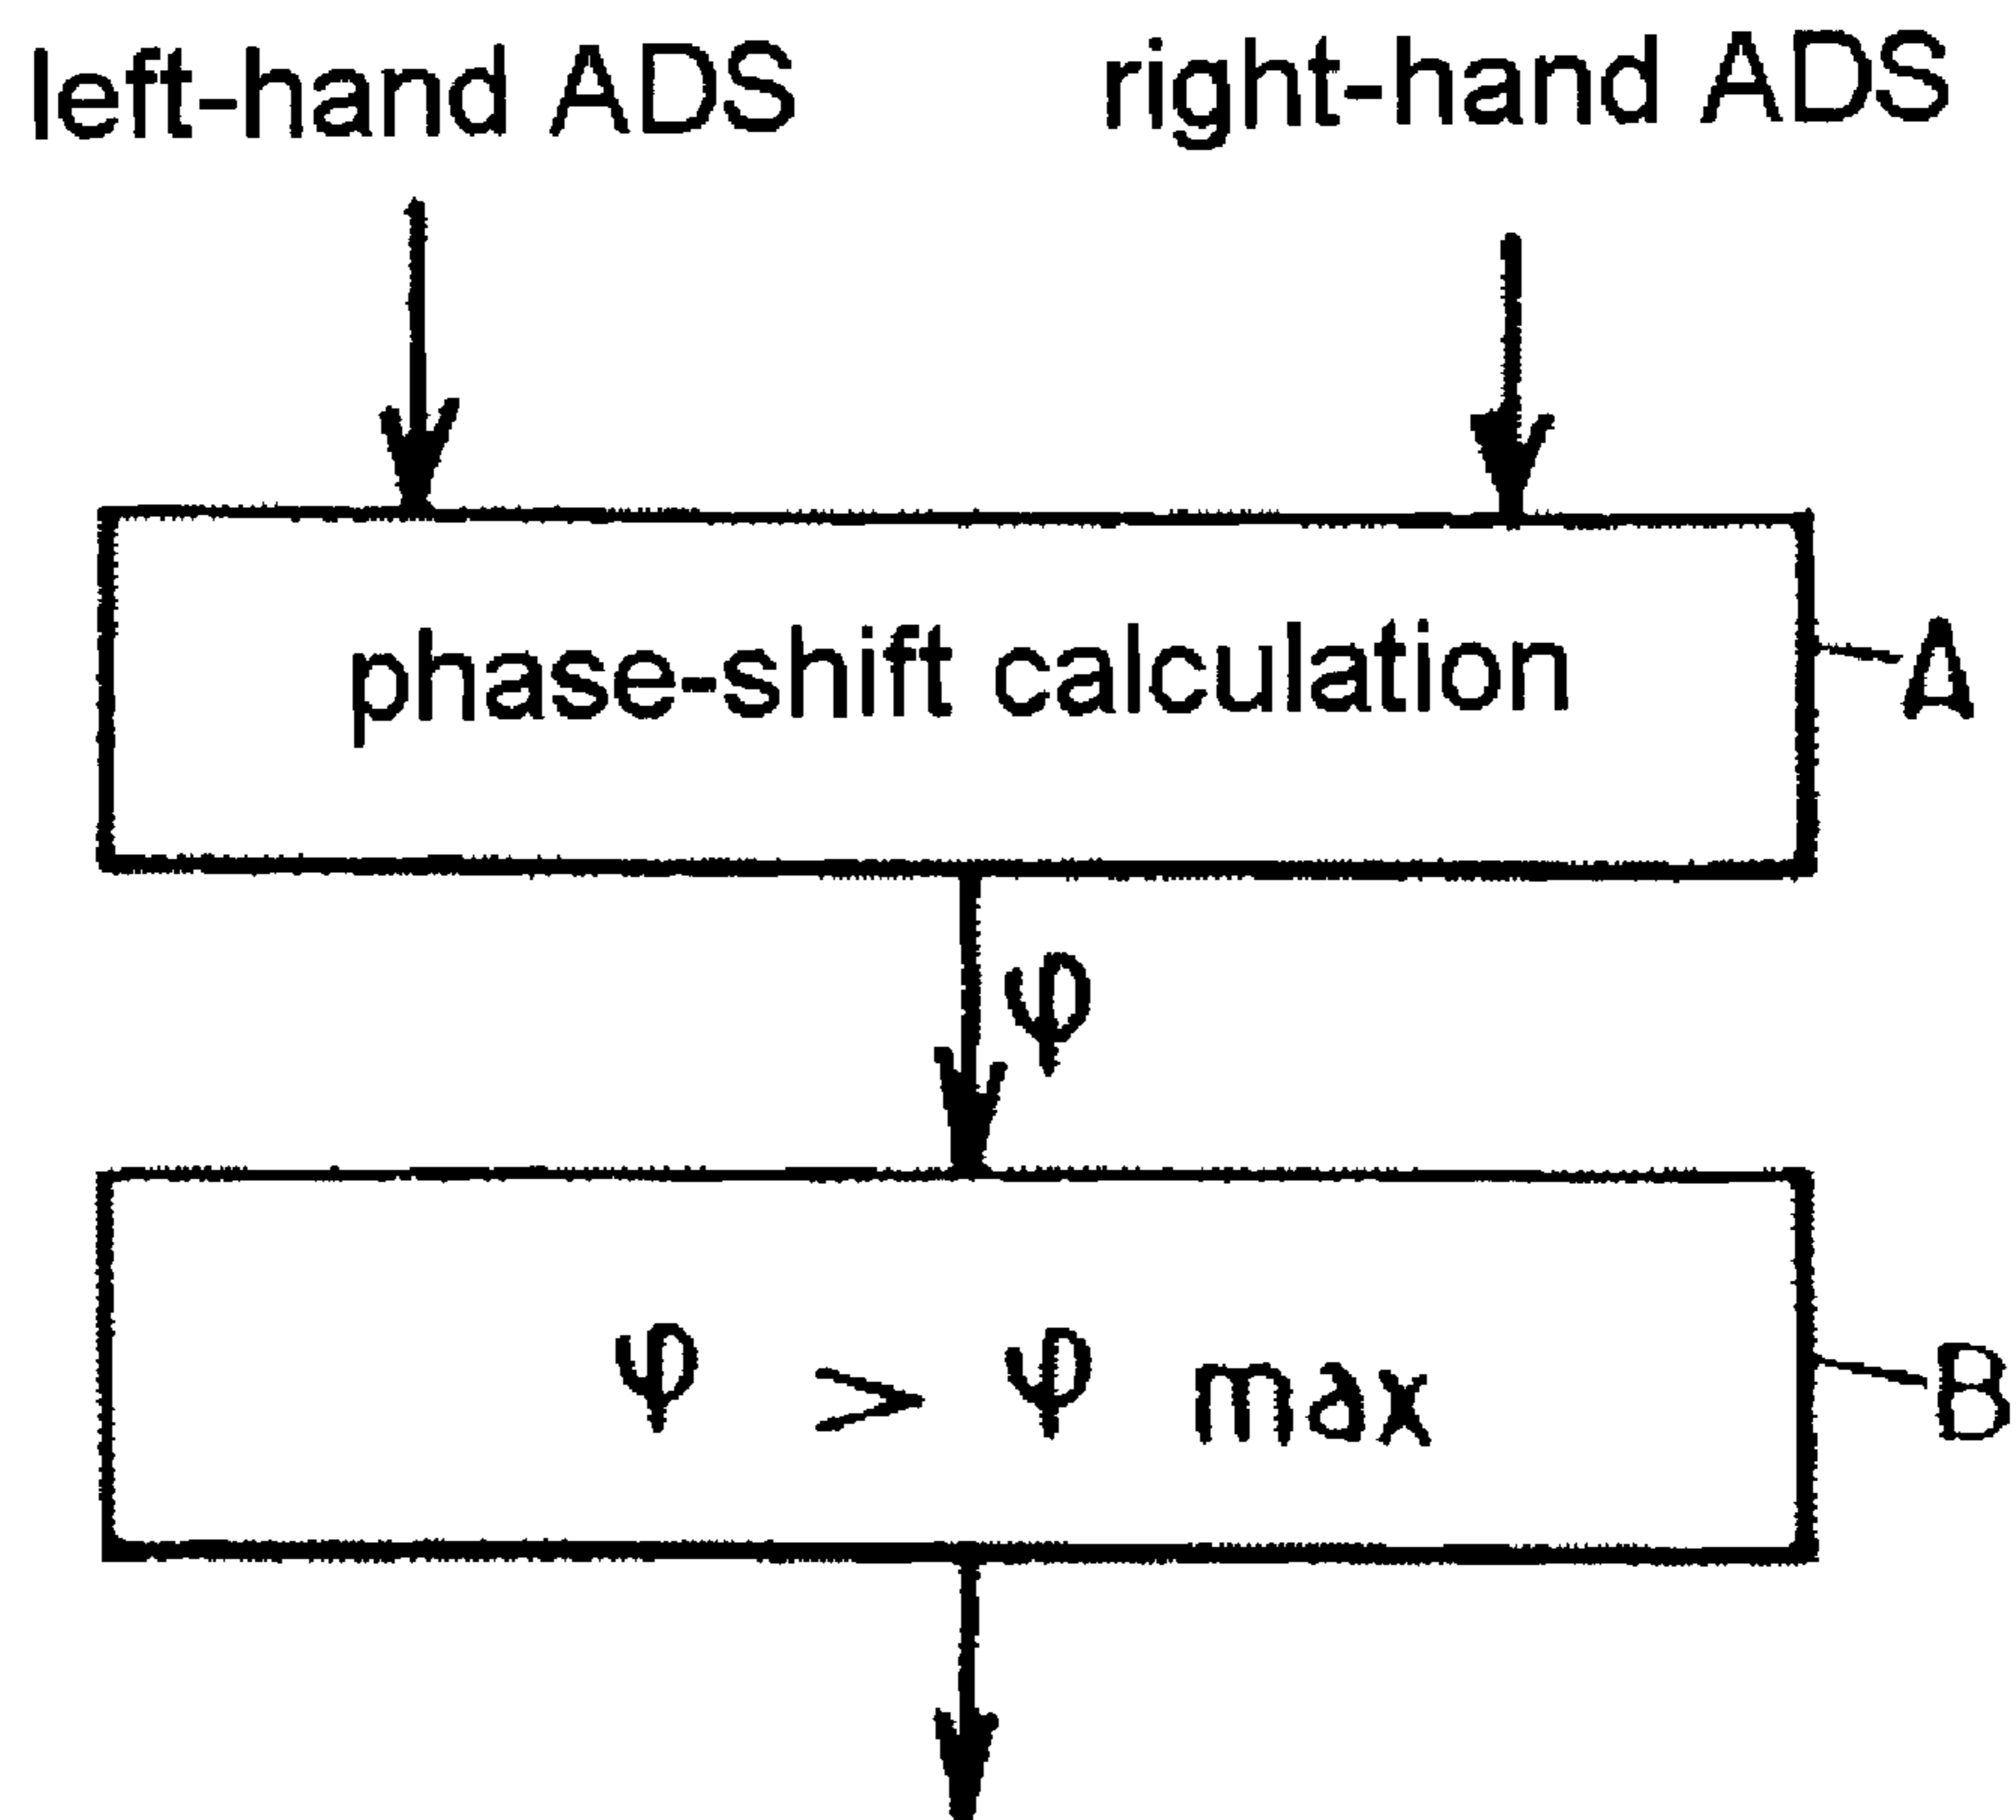 left-hand ADS
right-hand ADS
phase-shift calculation
A
φ
φ > φ max
B